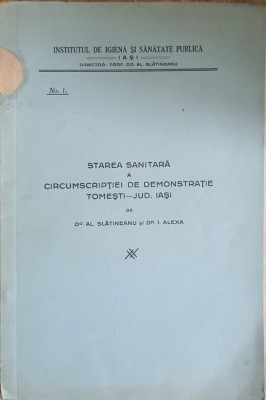 INSTITUTUL DE IGIENĂ ȘI SĂNĂTATE PUBLICĂ
IAȘI
DIRECTOR: PROF. DR. AL. SLĂTINEANU
No. 1.
STAREA SANITARĂ
A
CIRCUMSCRIPȚIEI DE DEMONSTRAȚIE
TOMEȘTI—JUD. IAȘI
DE
DR. AL. SLĂTINEANU și DR. I. ALEXA